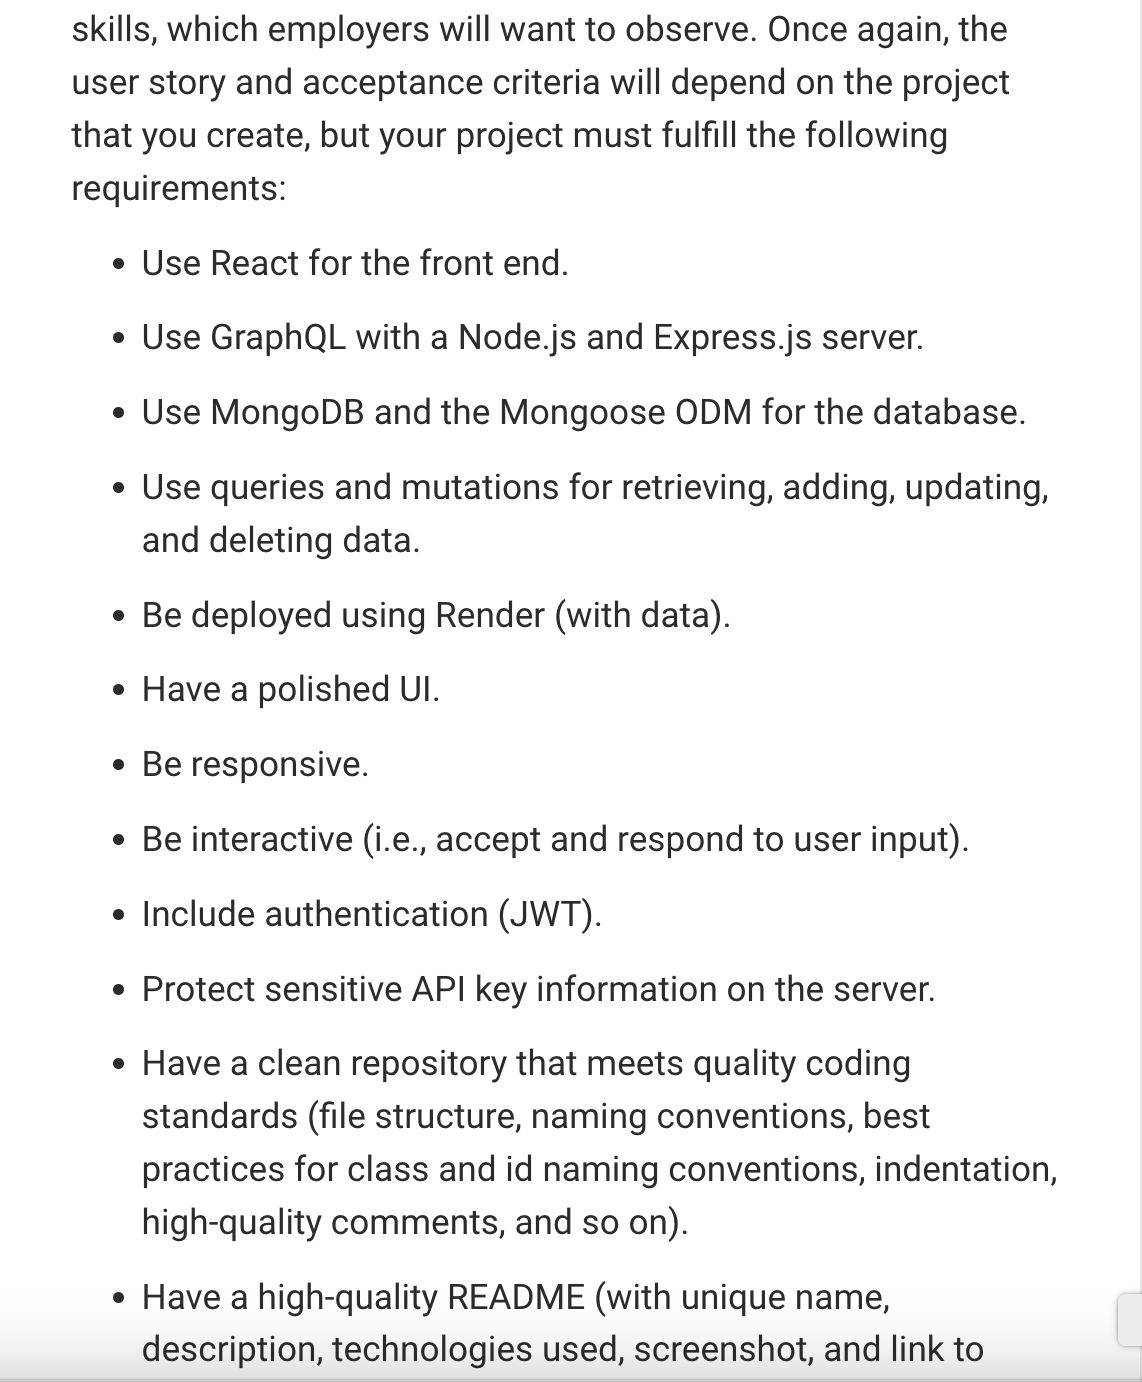 skills, which employers will want to observe. Once again, the
user story and acceptance criteria will depend on the project
that you create, but your project must fulfill the following
requirements:
• Use React for the front end.
• Use GraphQL with a Node.js and Express.js server.
• Use MongoDB and the Mongoose ODM for the database.
• Use queries and mutations for retrieving, adding, updating,
and deleting data.
• Be deployed using Render (with data).
• Have a polished UI.
• Be responsive.
• Be interactive (i.e., accept and respond to user input).
• Include authentication (JWT).
• Protect sensitive API key information on the server.
• Have a clean repository that meets quality coding
standards (file structure, naming conventions, best
practices for class and id naming conventions, indentation,
high-quality comments, and so on).
• Have a high-quality README (with unique name,
description, technologies used, screenshot, and link to